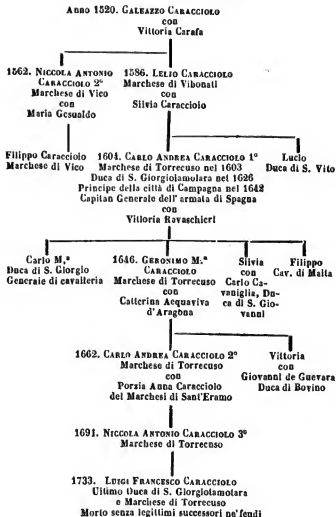 Anno 1520. GALEAZZO CARACCIOLO
con
Vittoria Carafa
1562. NICCOLA ANTONIO
CARACCIOLO 2º
Marchese di Vico
con
Maria Gesualdo
1586. LELIO CARACCIOLO
Marchese di Vibonati
con
Silvia Caracciolo
Filippo Caracciolo
Marchese di Vico
1604. CARLO ANDREA CARACCIOLO 1º
Marchese di Torrecuso nel 1603
Duca di S. Giorgiolamolara nel 1626
Principe della città di Campagna nel 1642
Capitan Generale dell'armata di Spagna
con
Vittoria Ravaschieri
Lucio
Duca di S. Vito
Carlo M.ª
Duca di S. Giorgio
Generale di cavalleria
1646. GERONIMO M.ª
CARACCIOLO
Marchese di Torrecuso
con
Catterina Acquaviva
d'Aragona
Silvia
con
Carlo Ca-
vaniglia, Du-
ca di S. Gio-
vanni
Filippo
Cav. di Malta
1662. CARLO ANDREA CARACCIOLO 2º
Marchese di Torrecuso
con
Porzia Anna Caracciolo
dei Marchesi di Sant'Eramo
Vittoria
con
Giovanni de Guevara
Duca di Bovino
1691. NICCOLA ANTONIO CARACCIOLO 3º
Marchese di Torrecuso
1733. LUIGI FRANCESCO CARACCIOLO
Ultimo Duca di S. Giorgiolamolara
e Marchese di Torrecuso
Morto senza legittimi successori ne' feudi